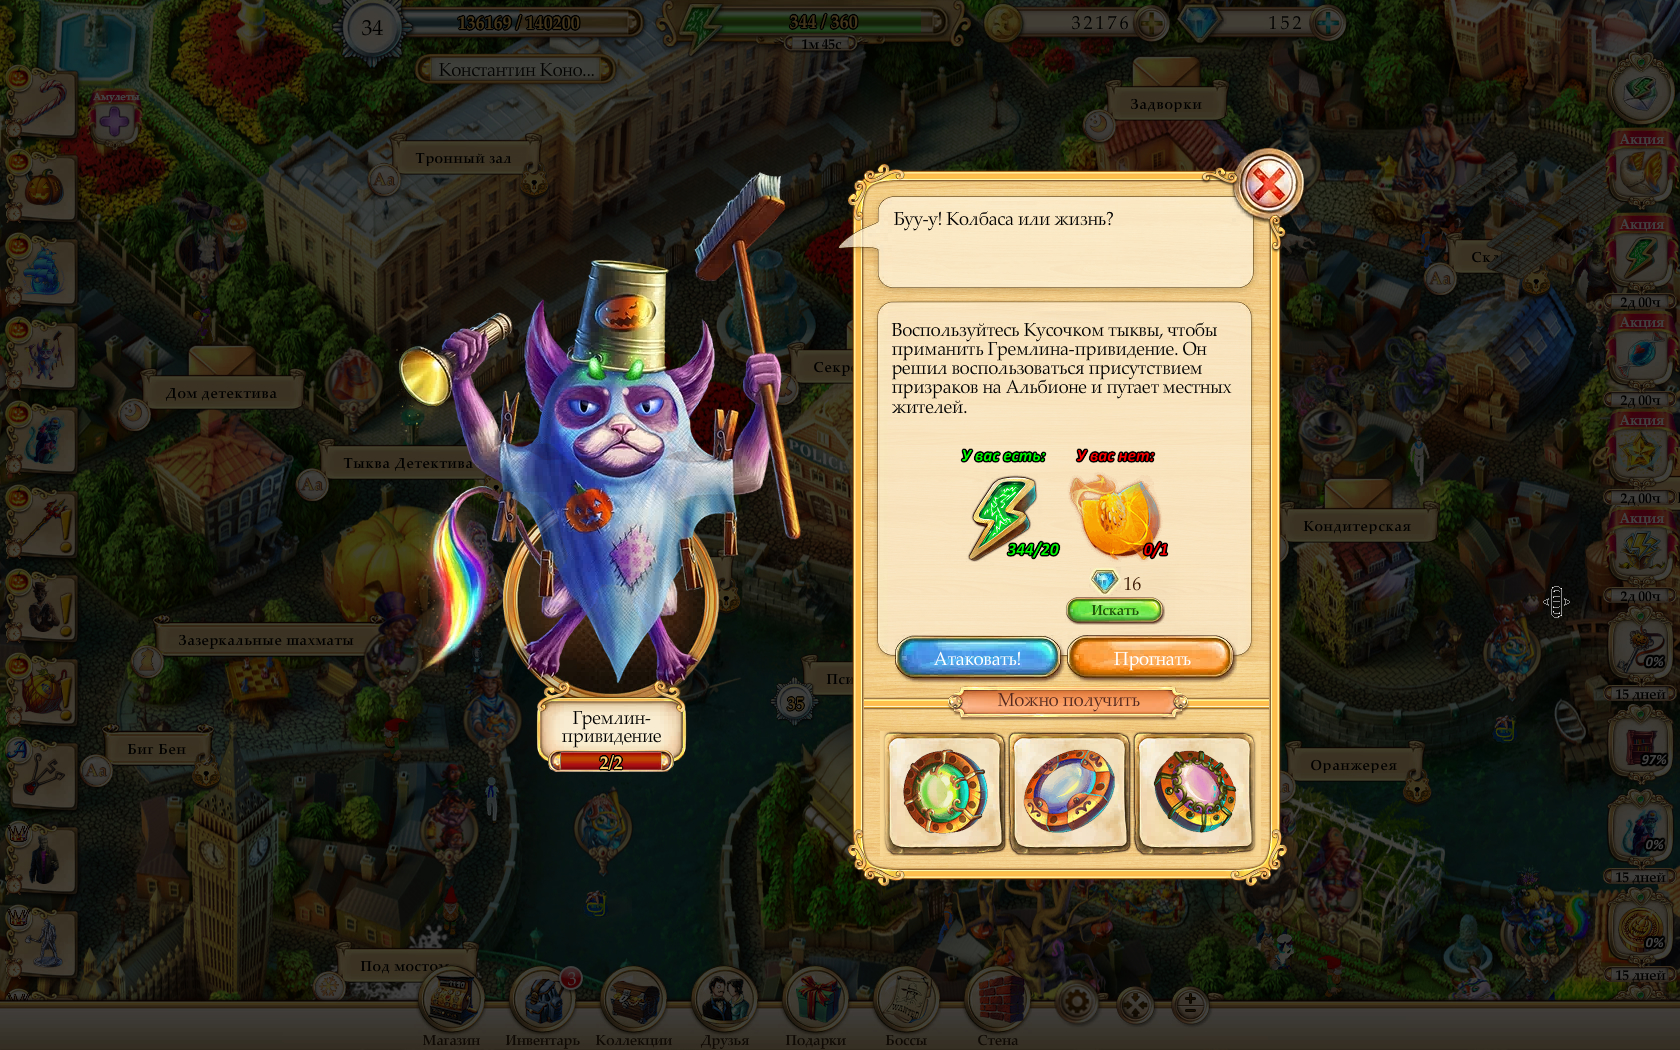 34
136169 / 140200
344 / 360
1м 45с
32176
152
Константин Коно...
Амулеты
Тронный зал
Aa
Задворки
Акция
Акция
2д 00ч
Акция
2д 00ч
Акция
2д 00ч
Акция
2д 00ч
0%
15 дней
97%
0%
15 дней
0%
15 дней
Буу-у! Колбаса или жизнь?
Воспользуйтесь Кусочком тыквы, чтобы
приманить Гремлина-привидение. Он
решил воспользоваться присутствием
призраков на Альбионе и пугает местных
жителей.
У вас есть:
У вас нет:
344/20
0/1
16
Искать
Атаковать!
Прогнать
Можно получить
Гремлин-
привидение
2/2
Дом детектива
Тыква Детектива
Aa
Aa
POLICE
Кондитерская
Зазеркальные шахматы
35
Биг Бен
Aa
Оранжерея
Под мостом
3
Магазин
Инвентарь
Коллекции
Друзья
Подарки
Боссы
Стена